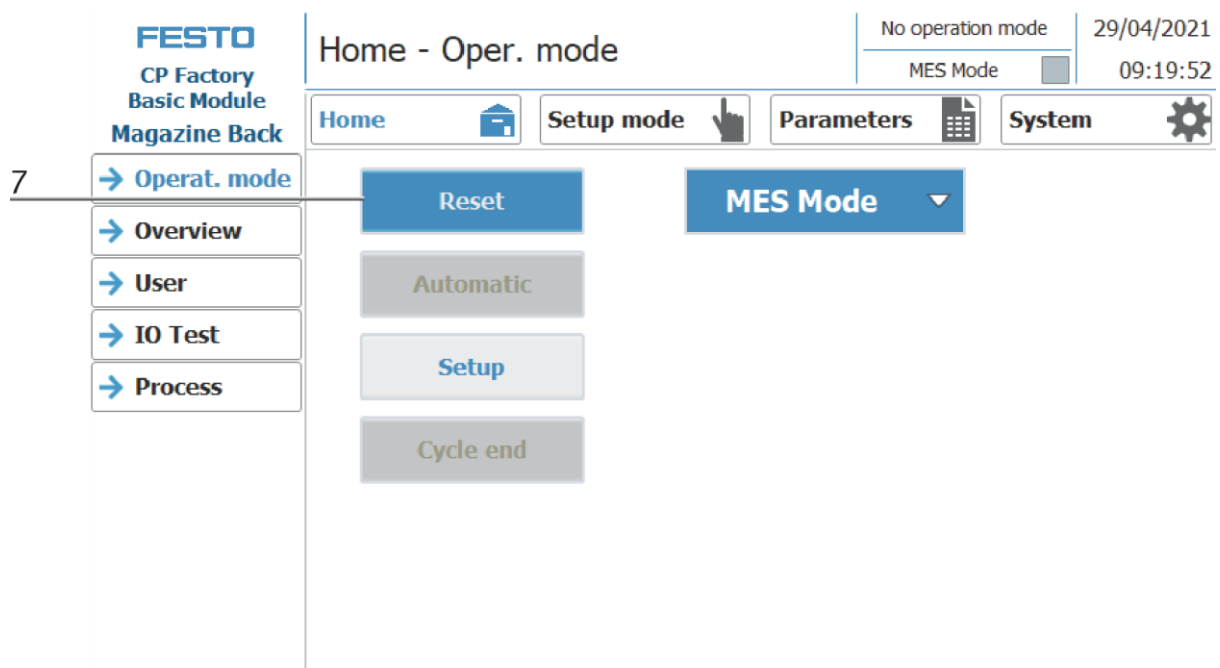 FESTO
CP Factory
Basic Module
Magazine Back
Home - Oper. mode
No operation mode
MES Mode
29/04/2021
09:19:52
Home
Setup mode
Parameters
System
7
Operat. mode
Overview
User
IO Test
Process
Reset
Automatic
Setup
Cycle end
MES Mode